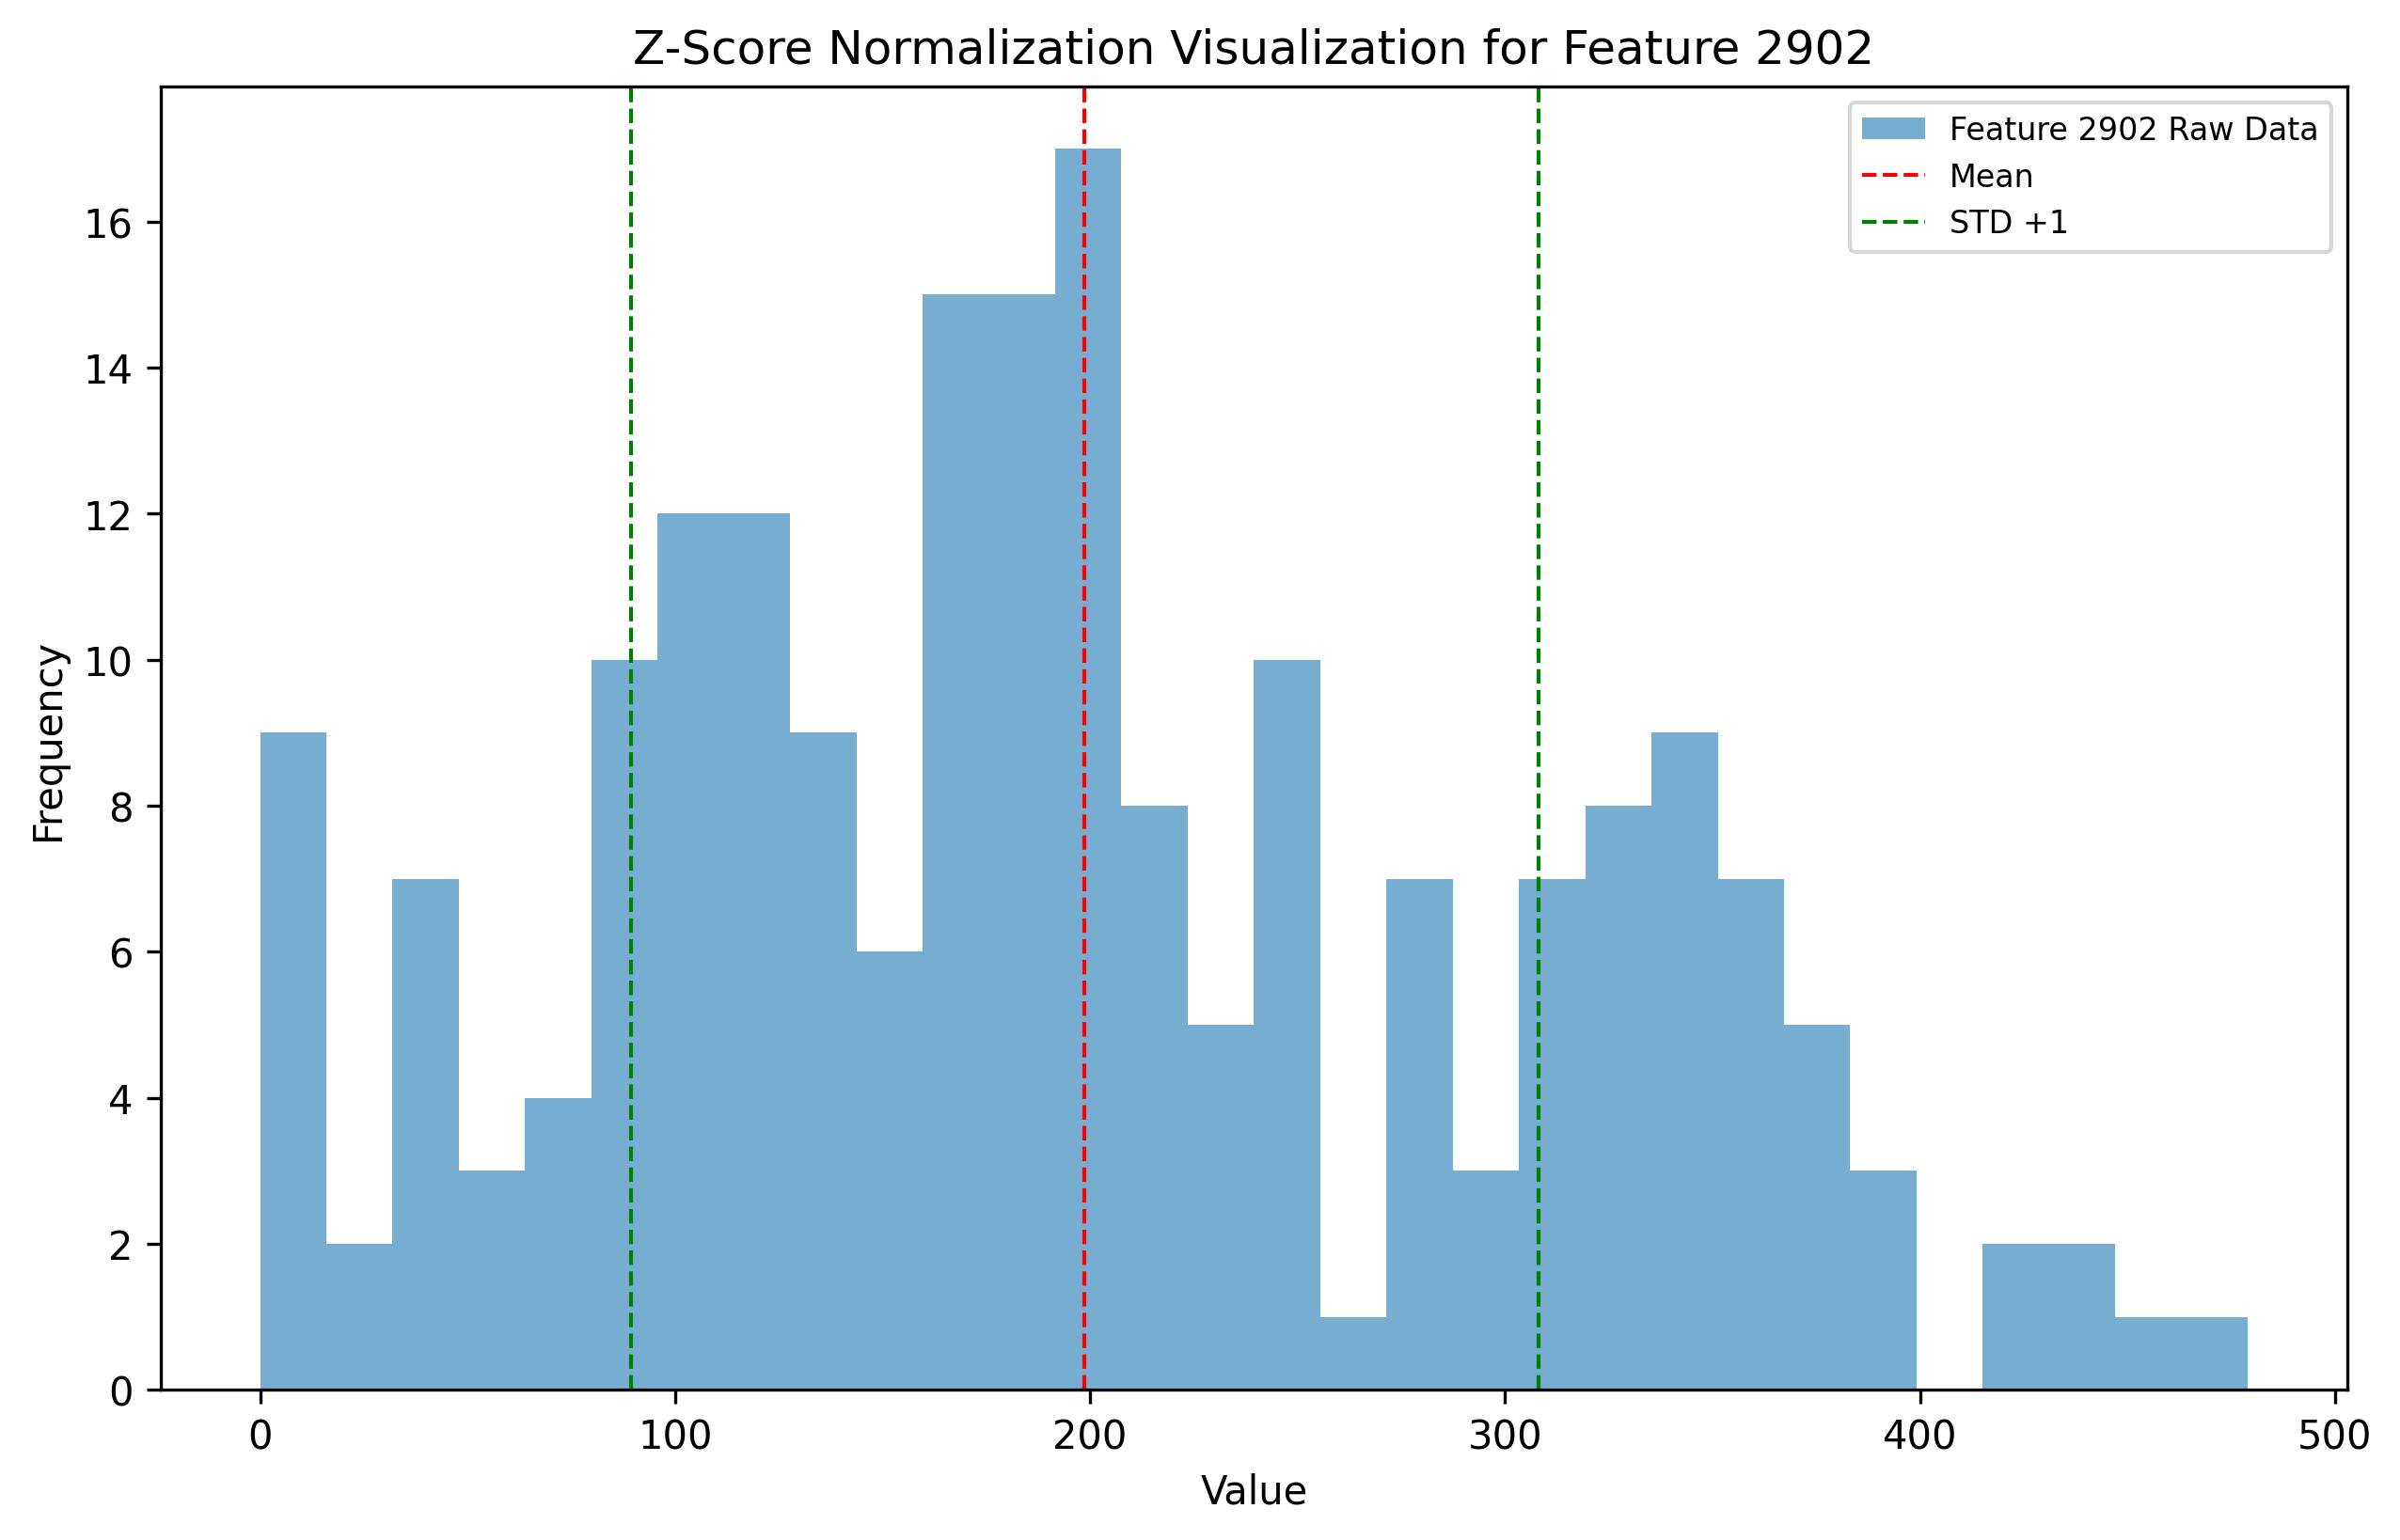 Z-Score Normalization Visualization for Feature 2902
Feature 2902 Raw Data
Mean
STD +1
16
14
12
10
8
6
4
2
0
Frequency
0 100 200 300 400 500
Value